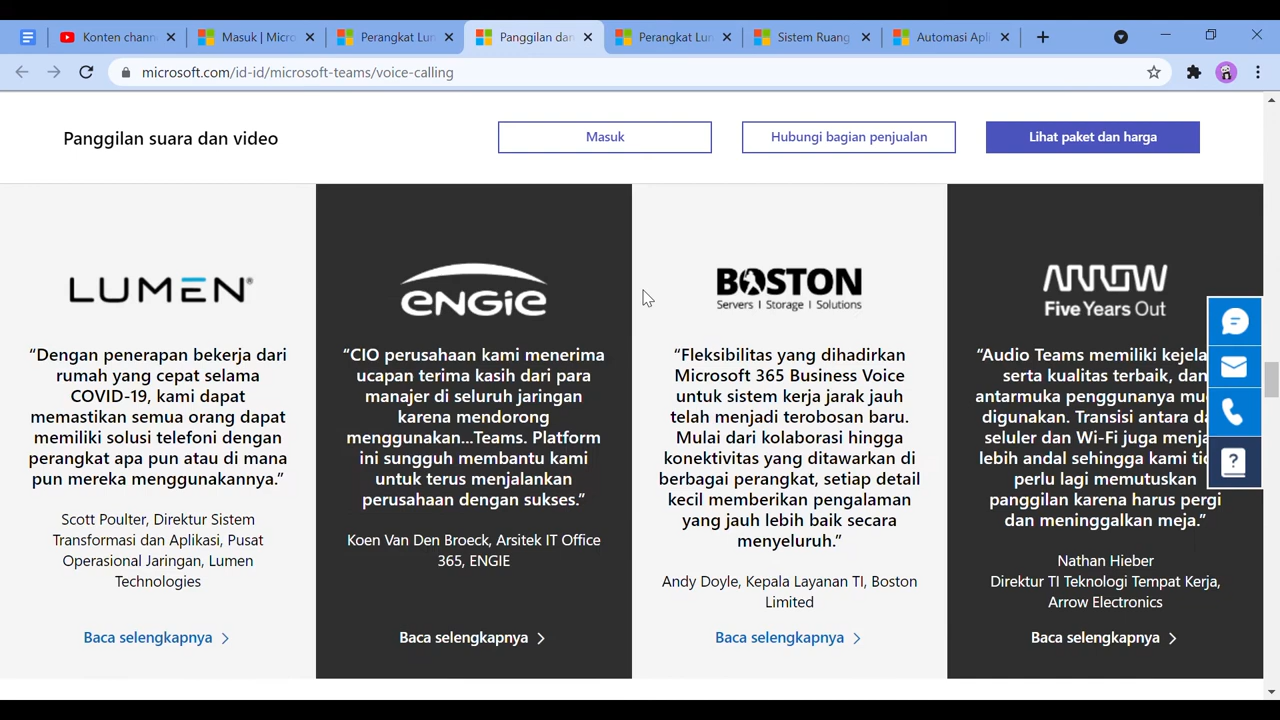 Konten chann
Masuk | Micro
Perangkat Lun
Panggilan dan
Perangkat Lun
Sistem Ruang
Automasi Apli
microsoft.com/id-id/microsoft-teams/voice-calling
Panggilan suara dan video
Masuk
Hubungi bagian penjualan
Lihat paket dan harga
LUMEN®
“Dengan penerapan bekerja dari
rumah yang cepat selama
COVID-19, kami dapat
memastikan semua orang dapat
memiliki solusi telefoni dengan
perangkat apa pun atau di mana
pun mereka menggunakannya.”
Scott Poulter, Direktur Sistem
Transformasi dan Aplikasi, Pusat
Operasional Jaringan, Lumen
Technologies
Baca selengkapnya
ENGIE
“CIO perusahaan kami menerima
ucapan terima kasih dari para
manajer di seluruh jaringan
karena mendorong
menggunakan...Teams. Platform
ini sungguh membantu kami
untuk terus menjalankan
perusahaan dengan sukses.”
Koen Van Den Broeck, Arsitek IT Office
365, ENGIE
Baca selengkapnya
BOSTON
Servers | Storage | Solutions
“Fleksibilitas yang dihadirkan
Microsoft 365 Business Voice
untuk sistem kerja jarak jauh
telah menjadi terobosan baru.
Mulai dari kolaborasi hingga
konektivitas yang ditawarkan di
berbagai perangkat, setiap detail
kecil memberikan pengalaman
yang jauh lebih baik secara
menyeluruh.”
Andy Doyle, Kepala Layanan TI, Boston
Limited
Baca selengkapnya
ARROW
Five Years Out
“Audio Teams memiliki kejela
serta kualitas terbaik, dan
antarmuka penggunanya mu
digunakan. Transisi antara da
seluler dan Wi-Fi juga menja
lebih andal sehingga kami tid
perlu lagi memutuskan
panggilan karena harus pergi
dan meninggalkan meja.”
Nathan Hieber
Direktur TI Teknologi Tempat Kerja,
Arrow Electronics
Baca selengkapnya